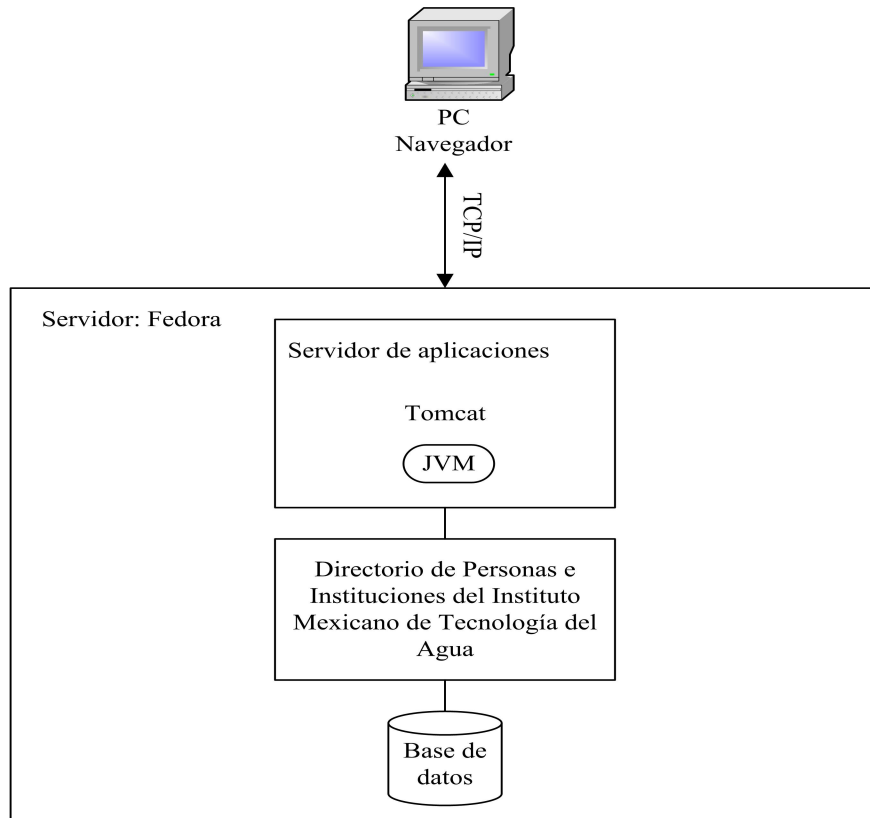 PC
Navegador
TCP/IP
Servidor: Fedora
Servidor de aplicaciones
Tomcat
JVM
Directorio de Personas e
Instituciones del Instituto
Mexicano de Tecnología del
Agua
Base de
datos